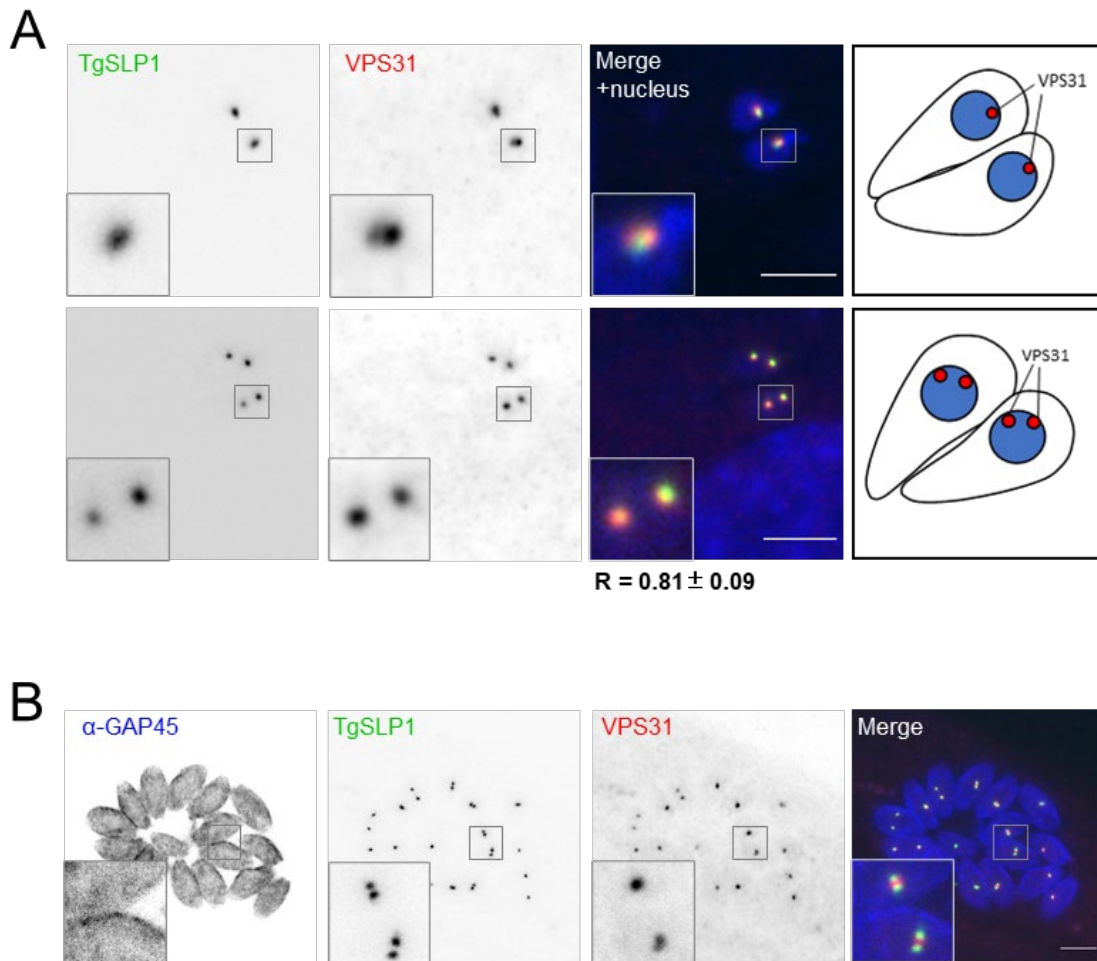 A
TgSLP1
VPS31
Merge
+nucleus
VPS31
VPS31
R = 0.81 ± 0.09
B
α-GAP45
TgSLP1
VPS31
Merge